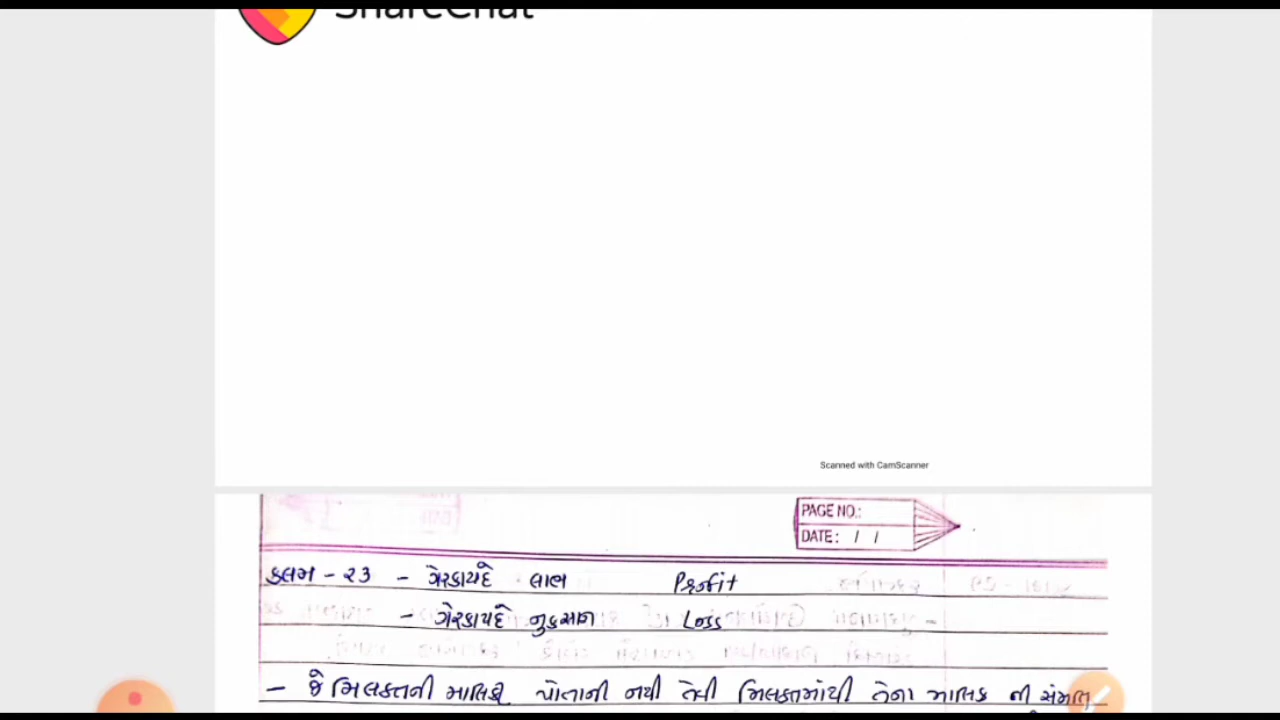 ShareChat
Scanned with CamScanner
PAGE NO.:
DATE: / /
કલમ - ૨૩ - ગેરકાયદે લાભ Profit
- ગેરકાયદે નુકસાન Loss
- જે મિલકતની માલિકી પોતાની નથી તેવી મિલકતમાંથી તેના માલિક ની સંમતિ